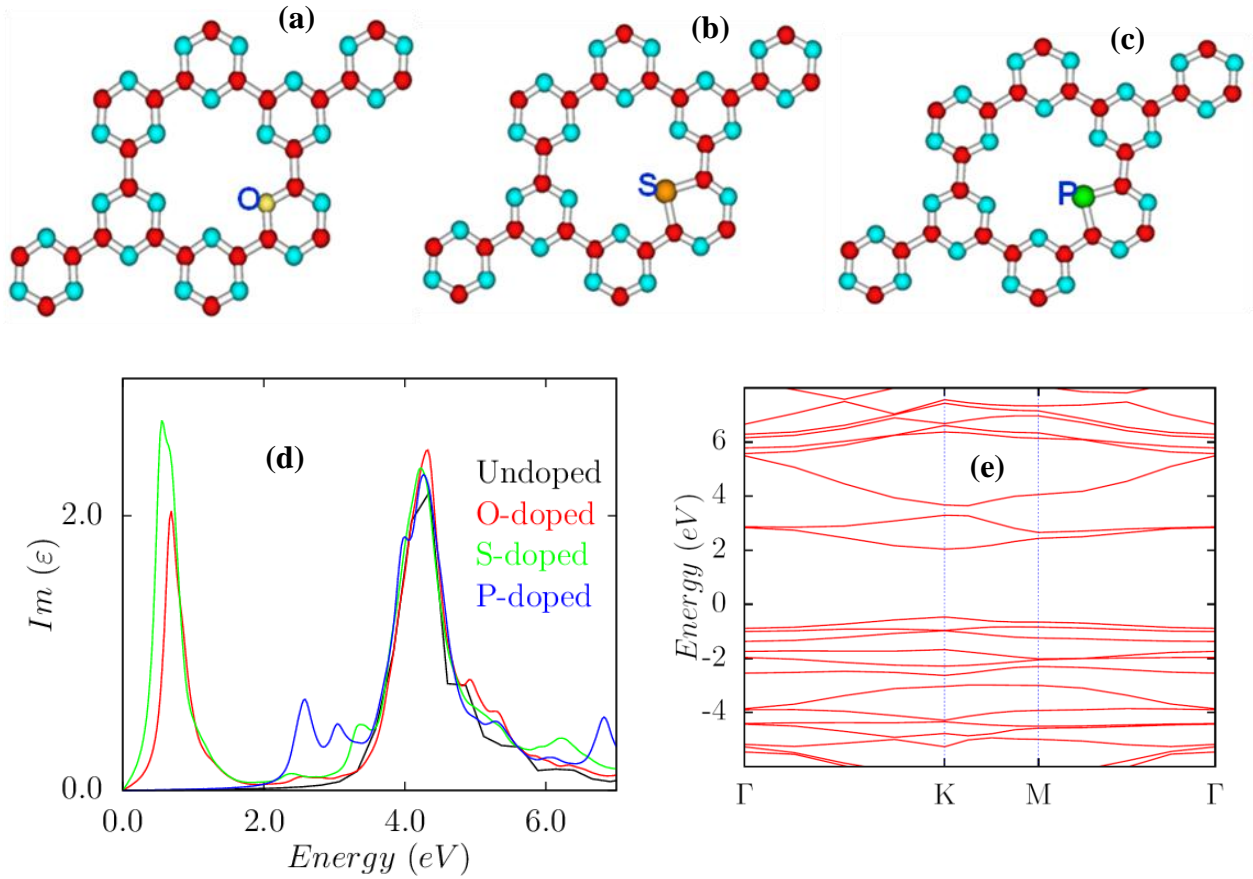 (a)
(b)
(c)
O
S
P
(d)
Undoped
O-doped
S-doped
P-doped
Im (ε)
2.0
0.0
0.0 2.0 4.0 6.0
Energy (eV)
(e)
Energy (eV)
6
4
2
0
-2
-4
Γ K M Γ